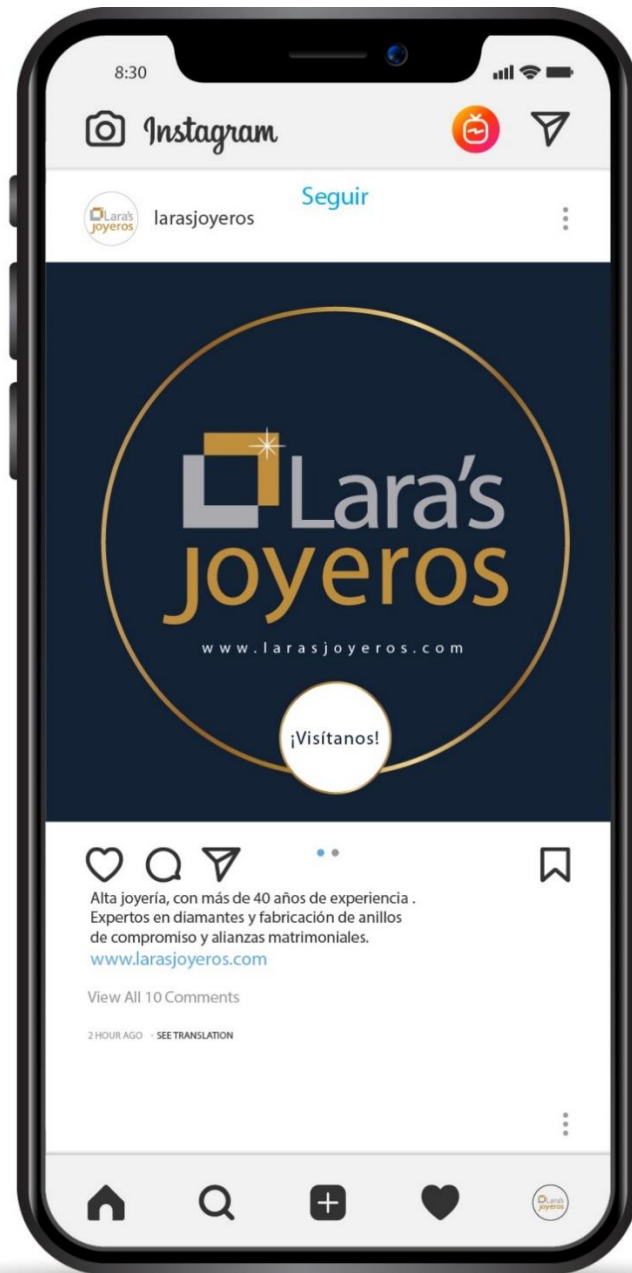 8:30
Instagram
Lara's joyeros
larasjoyeros
Seguir
Lara's
joyeros
www.larasjoyeros.com
¡Visítanos!
Alta joyería, con más de 40 años de experiencia .
Expertos en diamantes y fabricación de anillos
de compromiso y alianzas matrimoniales.
www.larasjoyeros.com
View All 10 Comments
2 HOUR AGO · SEE TRANSLATION
Lara's joyeros